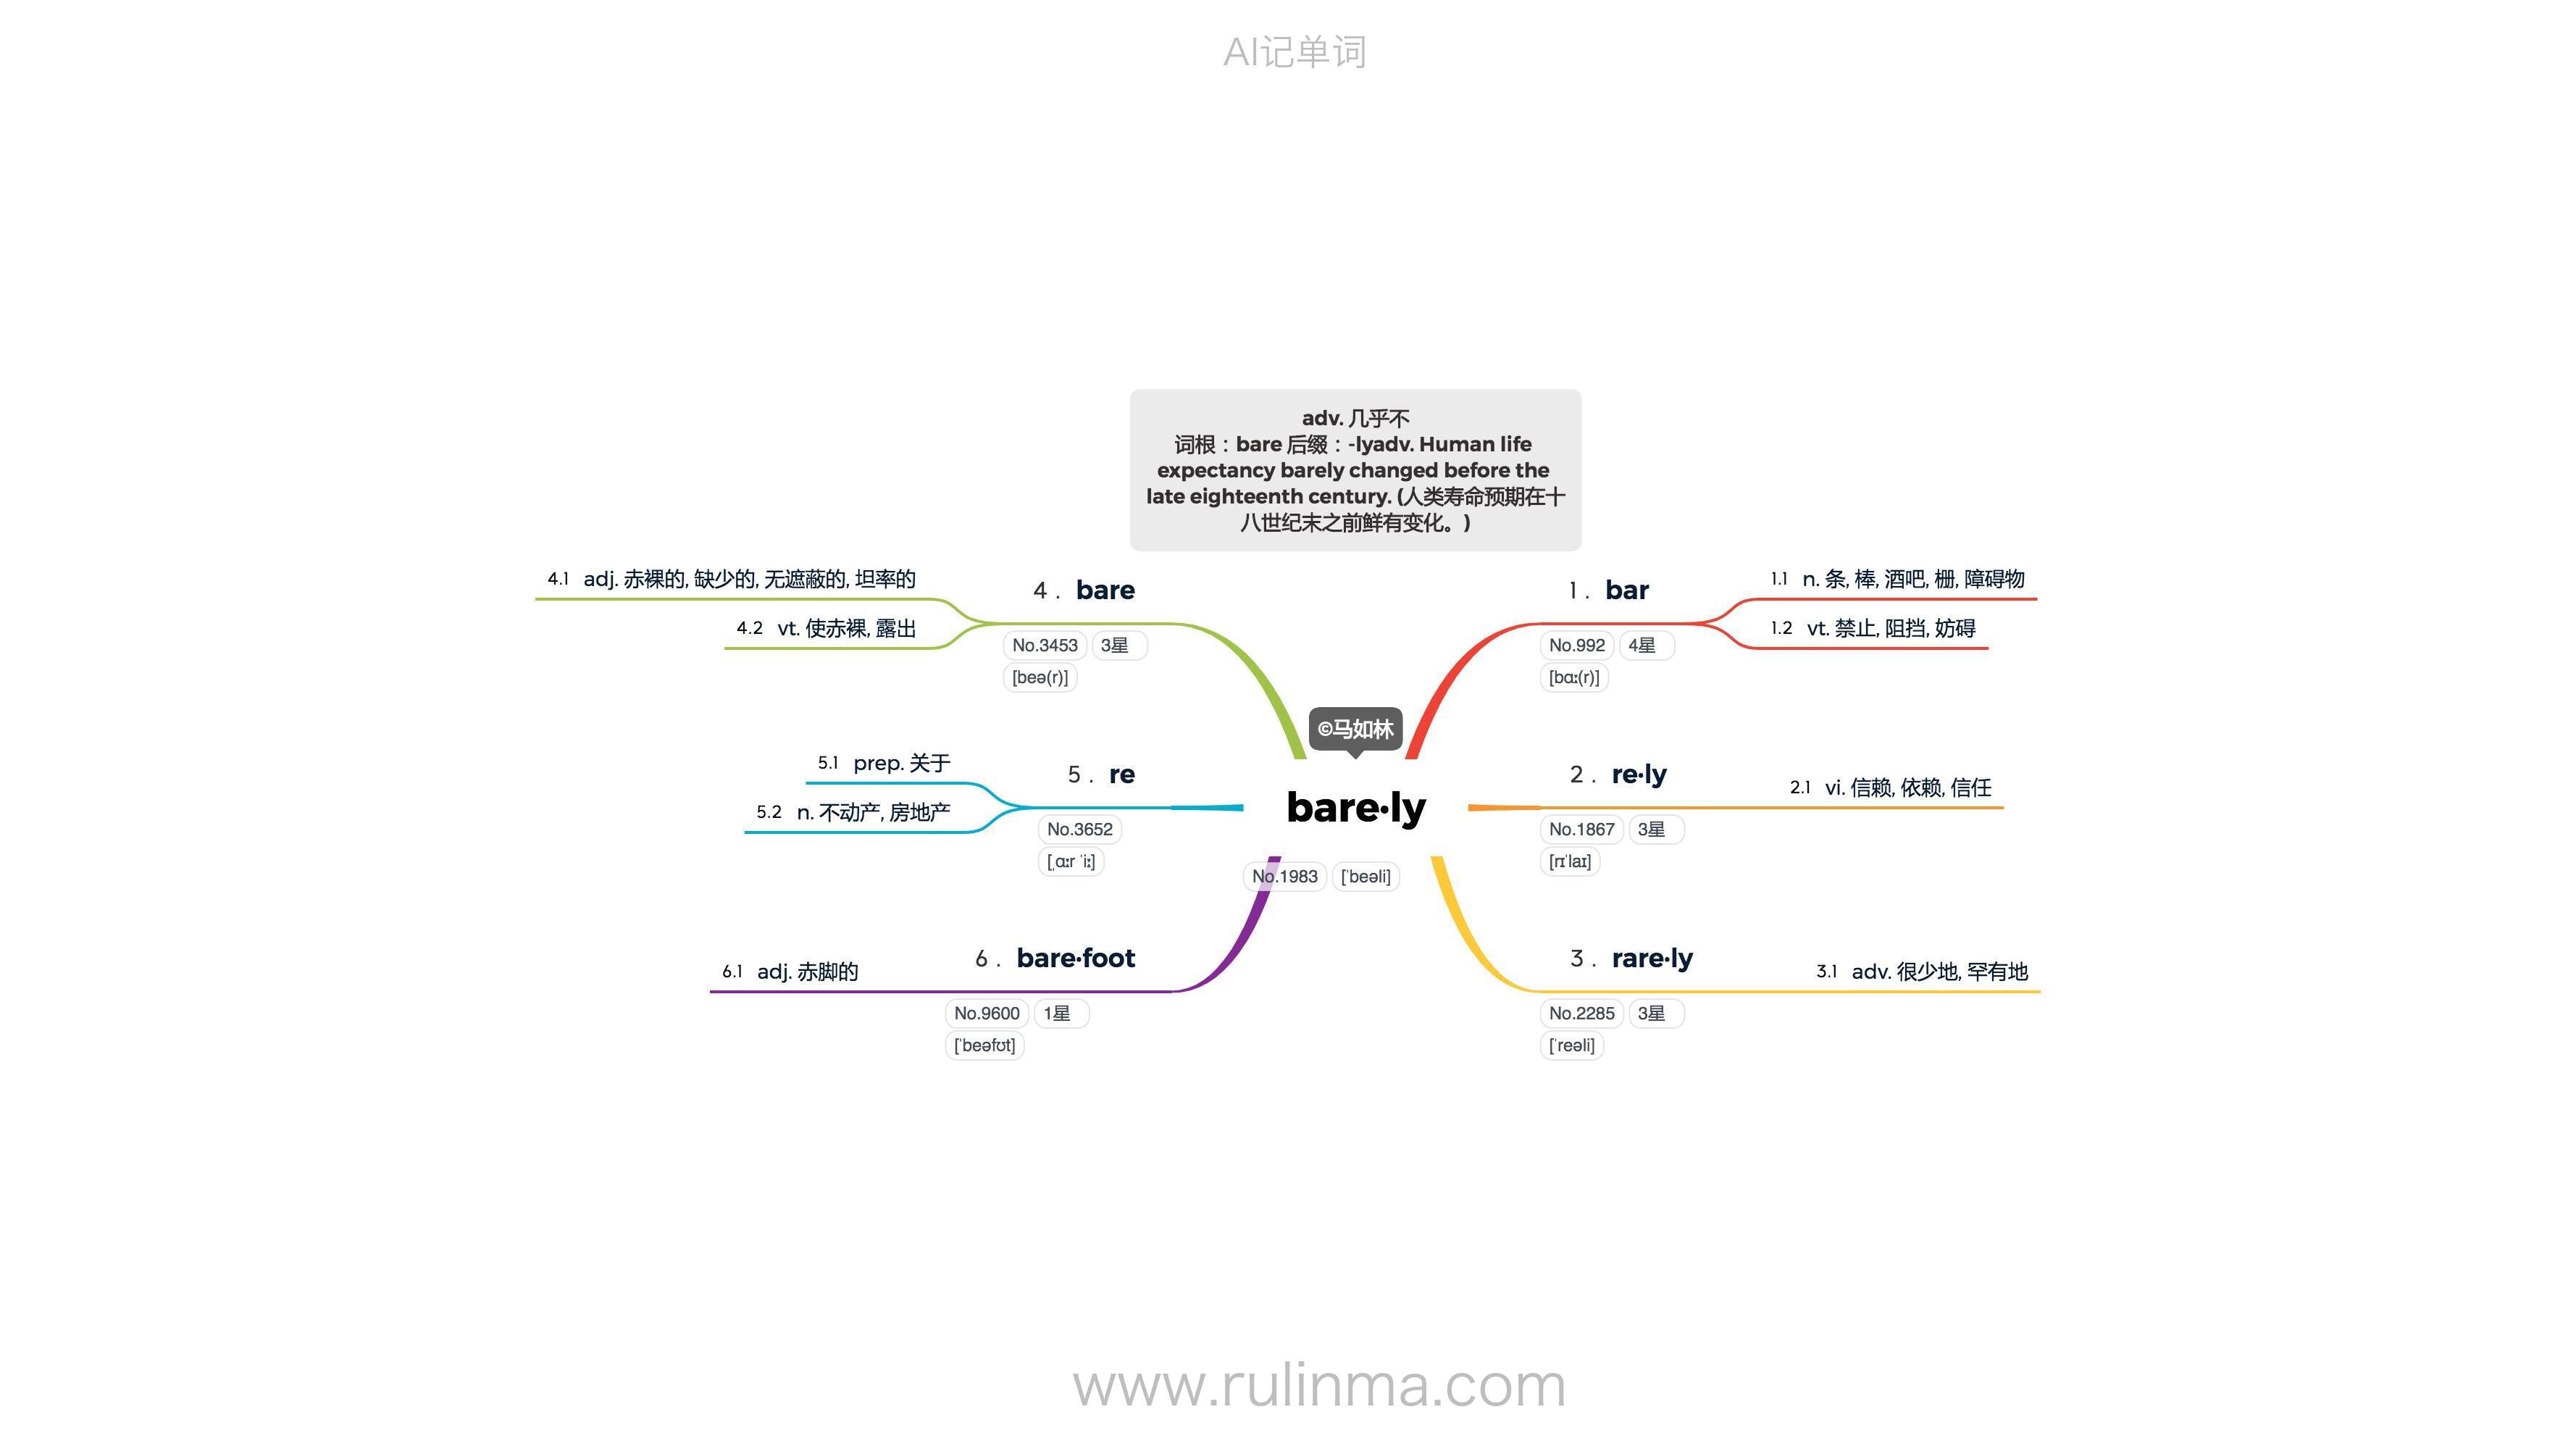 AI记单词
adv. 几乎不
词根：bare 后缀：-lyadv. Human life
expectancy barely changed before the
late eighteenth century. (人类寿命预期在十
八世纪末之前鲜有变化。)
©马如林
bare·ly
No.1983 [ˈbeəli]
1. bar
No.992 4星
[bɑː(r)]
1.1 n. 条, 棒, 酒吧, 栅, 障碍物
1.2 vt. 禁止, 阻挡, 妨碍
2. re·ly
No.1867 3星
[rɪˈlaɪ]
2.1 vi. 信赖, 依赖, 信任
3. rare·ly
No.2285 3星
[ˈreəli]
3.1 adv. 很少地, 罕有地
4. bare
No.3453 3星
[beə(r)]
4.1 adj. 赤裸的, 缺少的, 无遮蔽的, 坦率的
4.2 vt. 使赤裸, 露出
5. re
No.3652
[ˌɑːr ˈiː]
5.1 prep. 关于
5.2 n. 不动产, 房地产
6. bare·foot
No.9600 1星
[ˈbeəfʊt]
6.1 adj. 赤脚的
www.rulinma.com